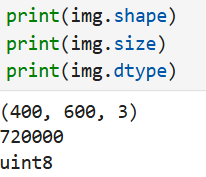 print(img.shape)
print(img.size)
print(img.dtype)
(400, 600, 3)
720000
uint8